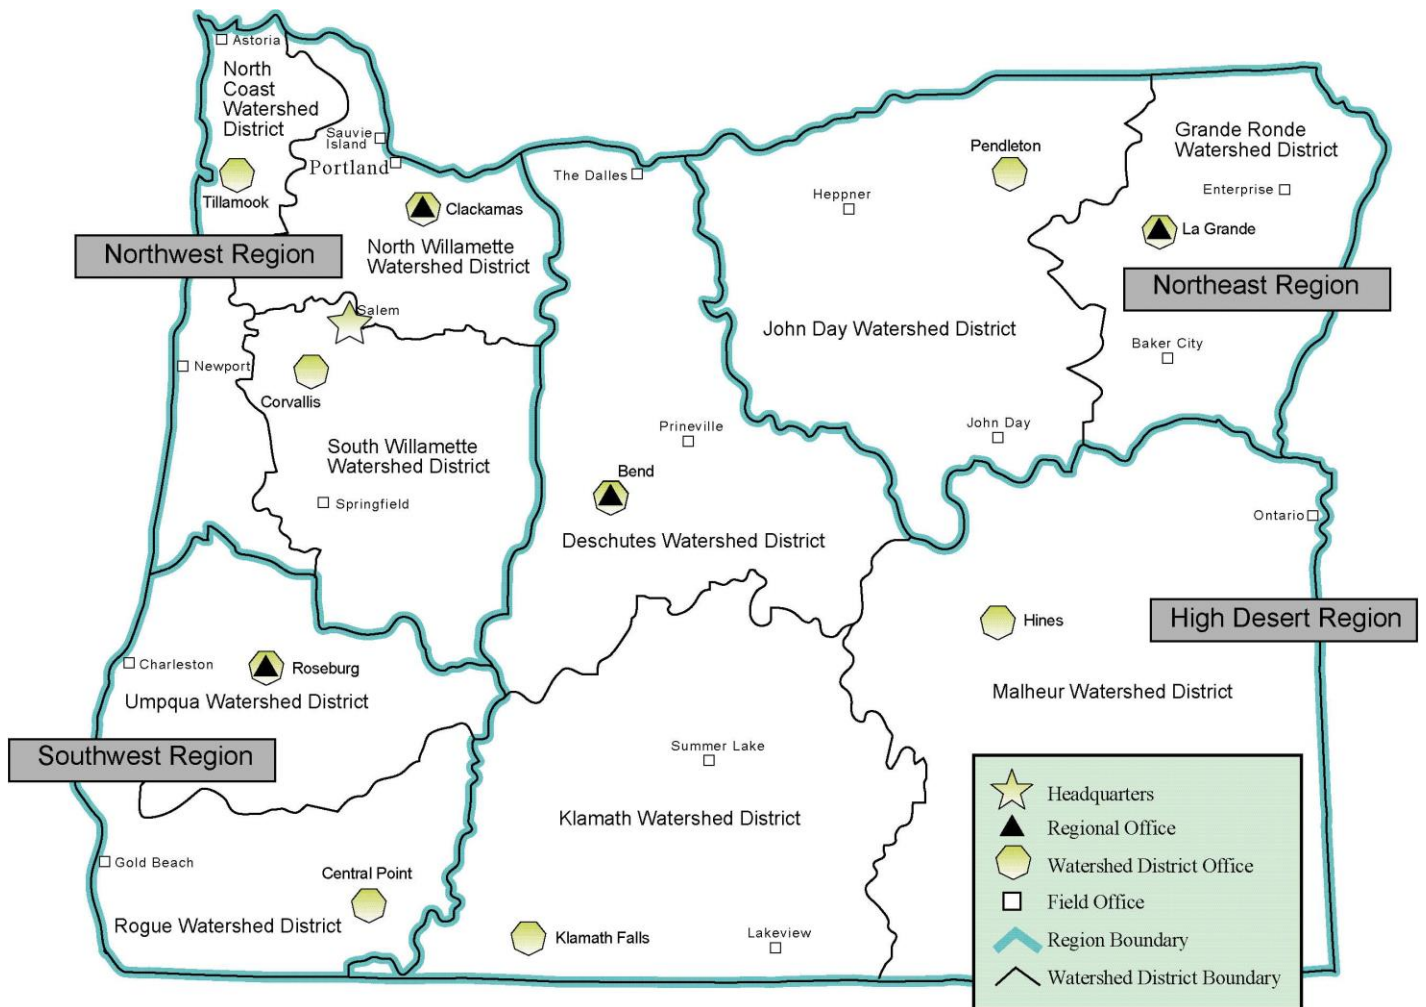 Astoria
North
Coast
Watershed
District
Sauvie
Island
Portland
Tillamook
Clackamas
North Willamette
Watershed District
Northwest Region
Salem
Newport
Corvallis
South Willamette
Watershed District
Springfield
The Dalles
Heppner
Pendleton
Grande Ronde
Watershed District
Enterprise
La Grande
Northeast Region
John Day Watershed District
Baker City
John Day
Prineville
Bend
Deschutes Watershed District
Ontario
High Desert Region
Hines
Malheur Watershed District
Charleston
Roseburg
Umpqua Watershed District
Southwest Region
Summer Lake
Klamath Watershed District
Gold Beach
Central Point
Rogue Watershed District
Klamath Falls
Lakeview
Headquarters
Regional Office
Watershed District Office
Field Office
Region Boundary
Watershed District Boundary